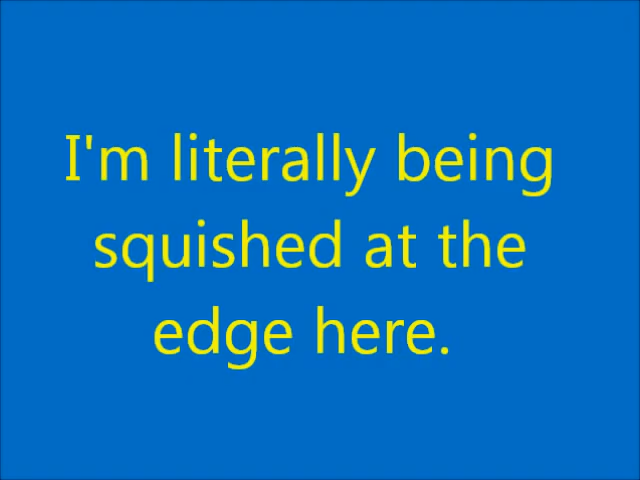 I'm literally being
squished at the
edge here.